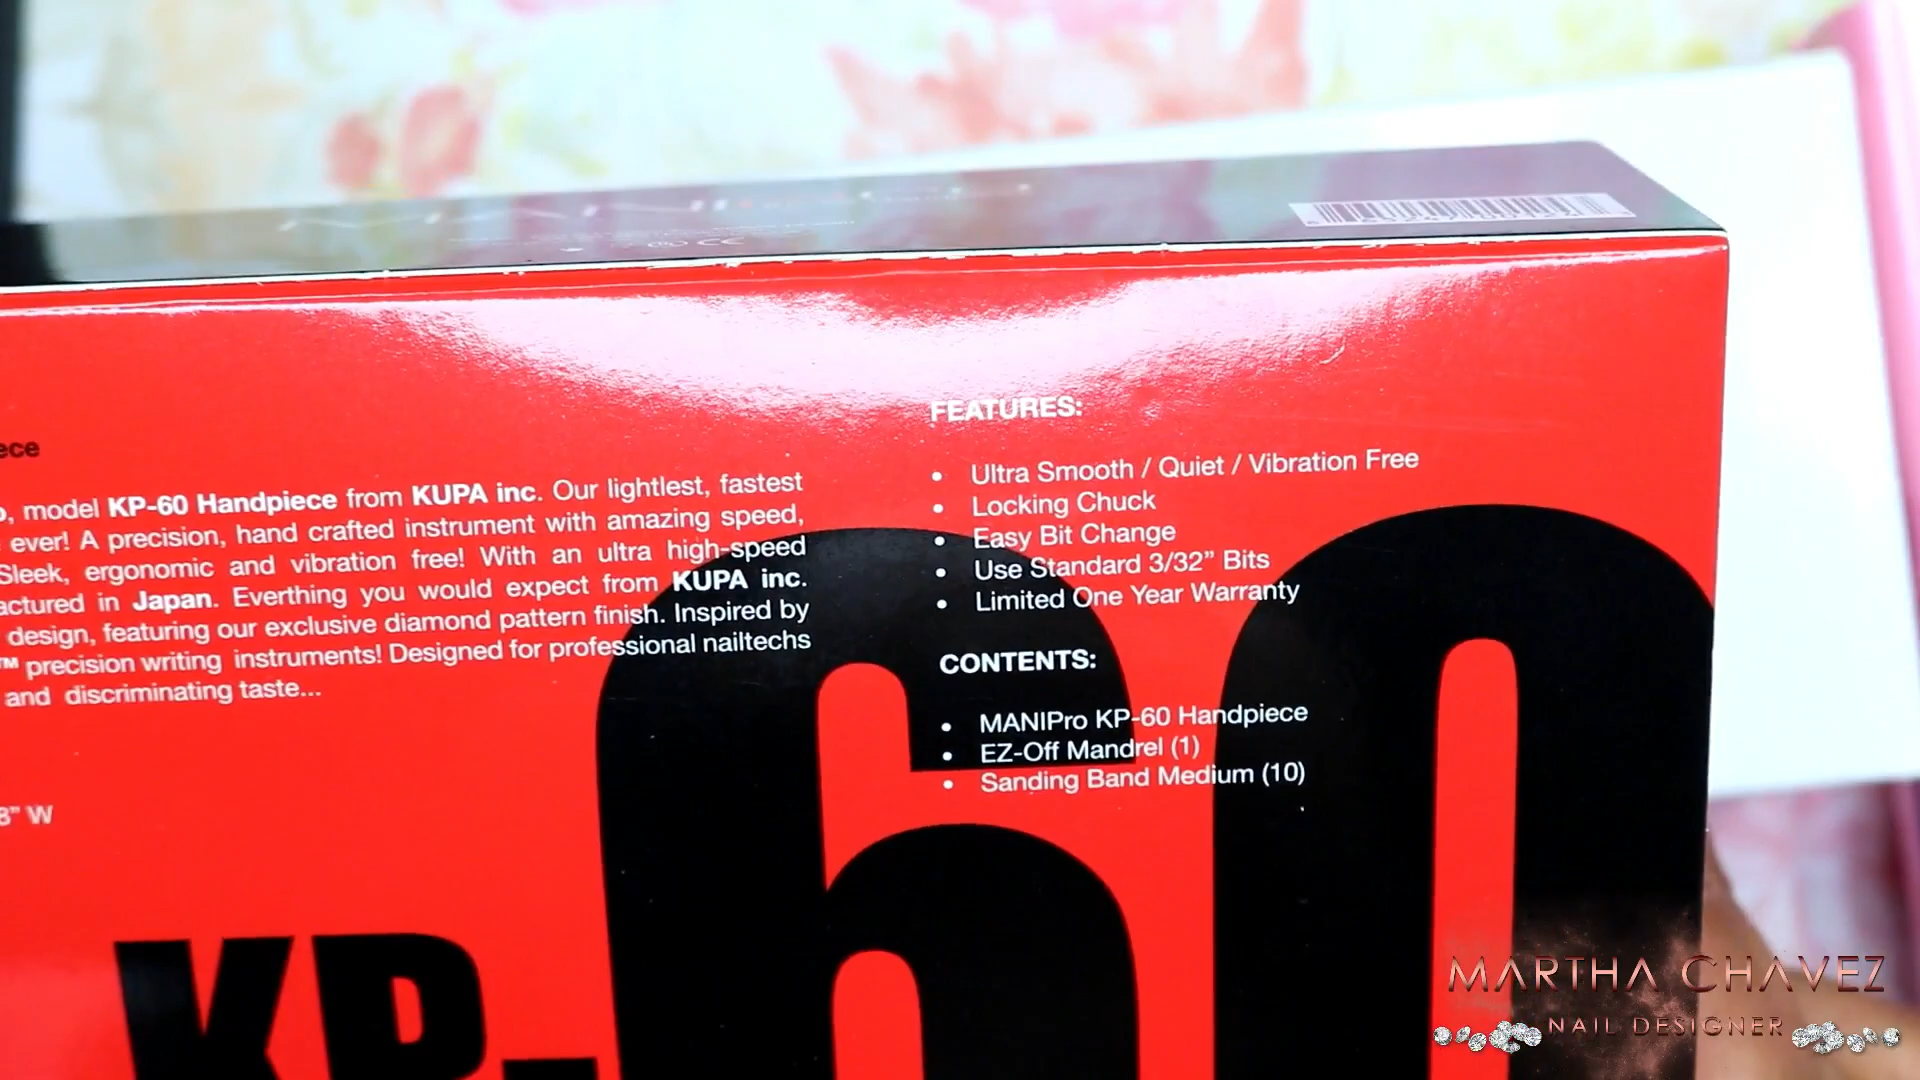 MANI
ece
, model KP-60 Handpiece from KUPA inc. Our lightlest, fastest
ever! A precision, hand crafted instrument with amazing speed,
Sleek, ergonomic and vibration free! With an ultra high-speed
actured in Japan. Everthing you would expect from KUPA inc.
design, featuring our exclusive diamond pattern finish. Inspired by
™ precision writing instruments! Designed for professional nailtechs
and discriminating taste...
8” W
FEATURES:
• Ultra Smooth / Quiet / Vibration Free
• Locking Chuck
• Easy Bit Change
• Use Standard 3/32” Bits
• Limited One Year Warranty
CONTENTS:
• MANIPro KP-60 Handpiece
• EZ-Off Mandrel (1)
• Sanding Band Medium (10)
KP-60
MARTHA CHAVEZ
NAIL DESIGNER